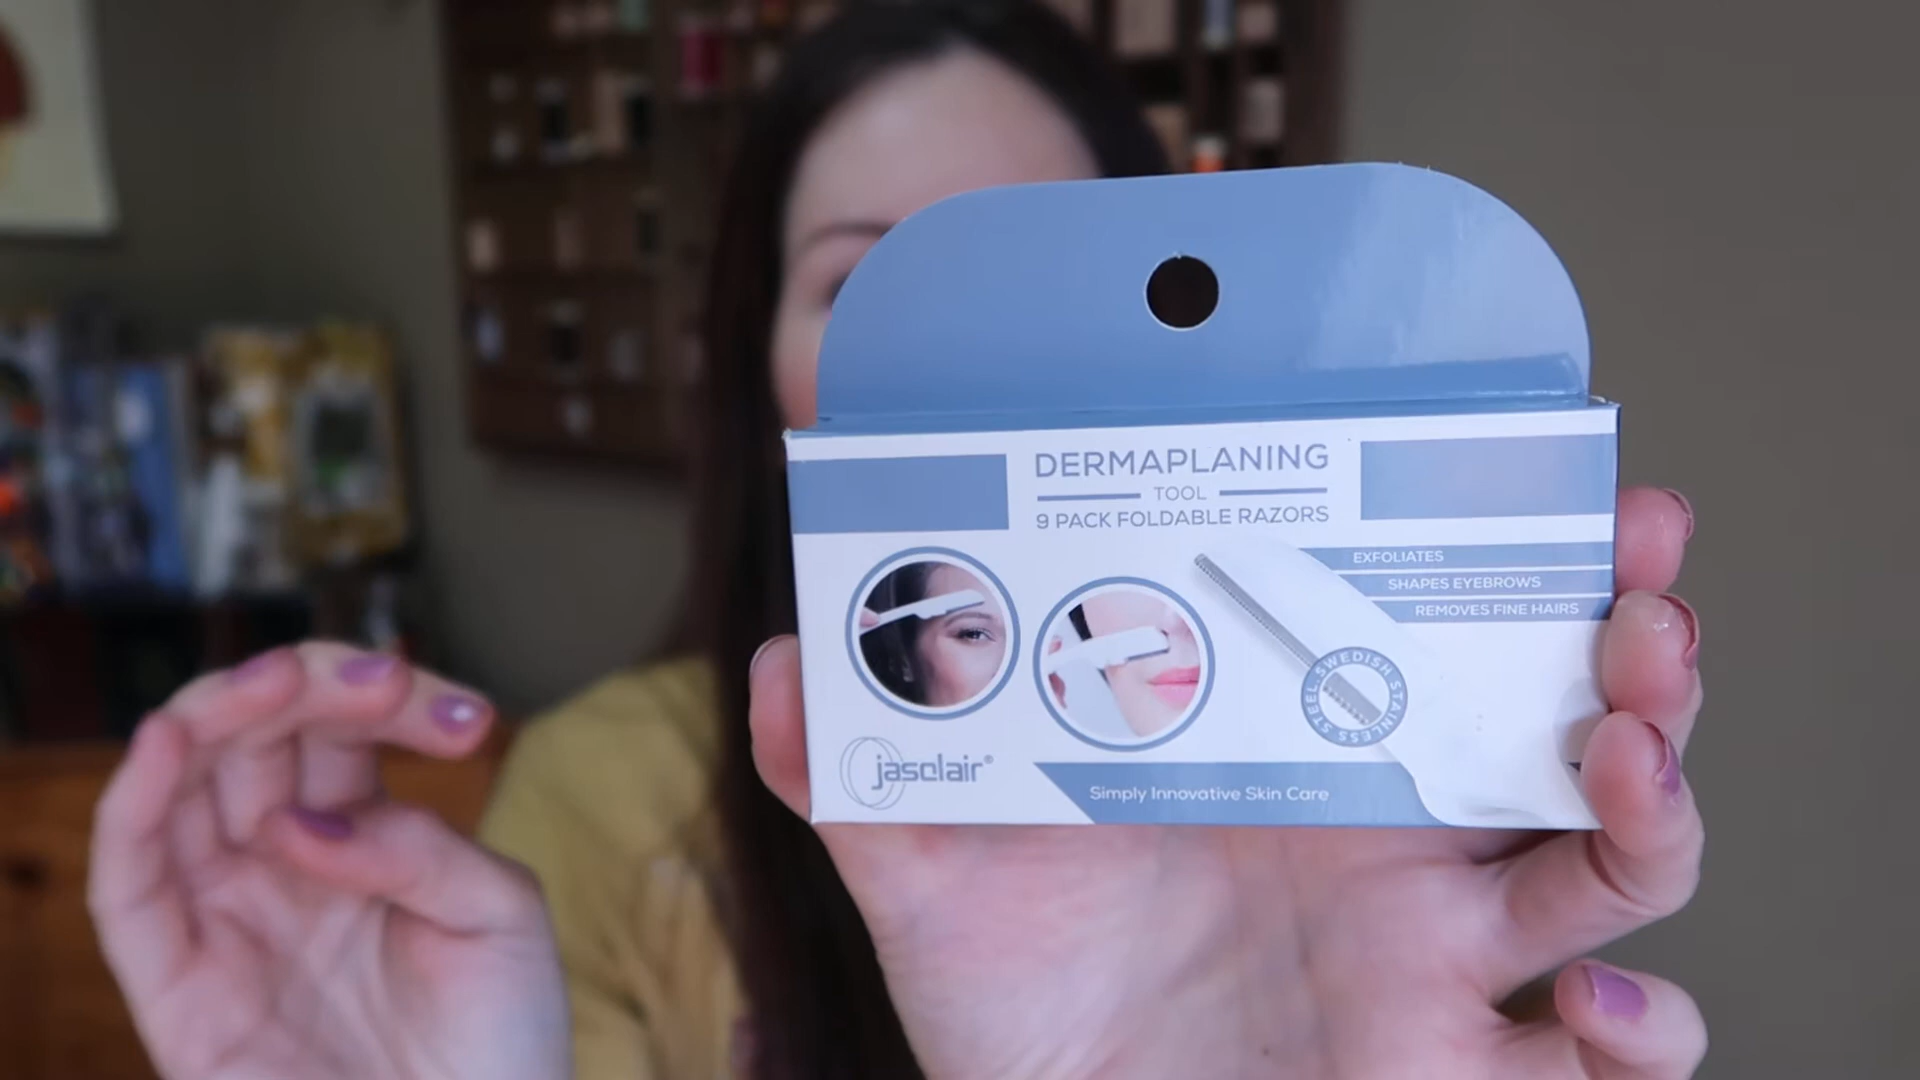 DERMAPLANING
TOOL
9 PACK FOLDABLE RAZORS
EXFOLIATES
SHAPES EYEBROWS
REMOVES FINE HAIRS
SWEDISH STAINLESS STEEL
jasclair®
Simply Innovative Skin Care